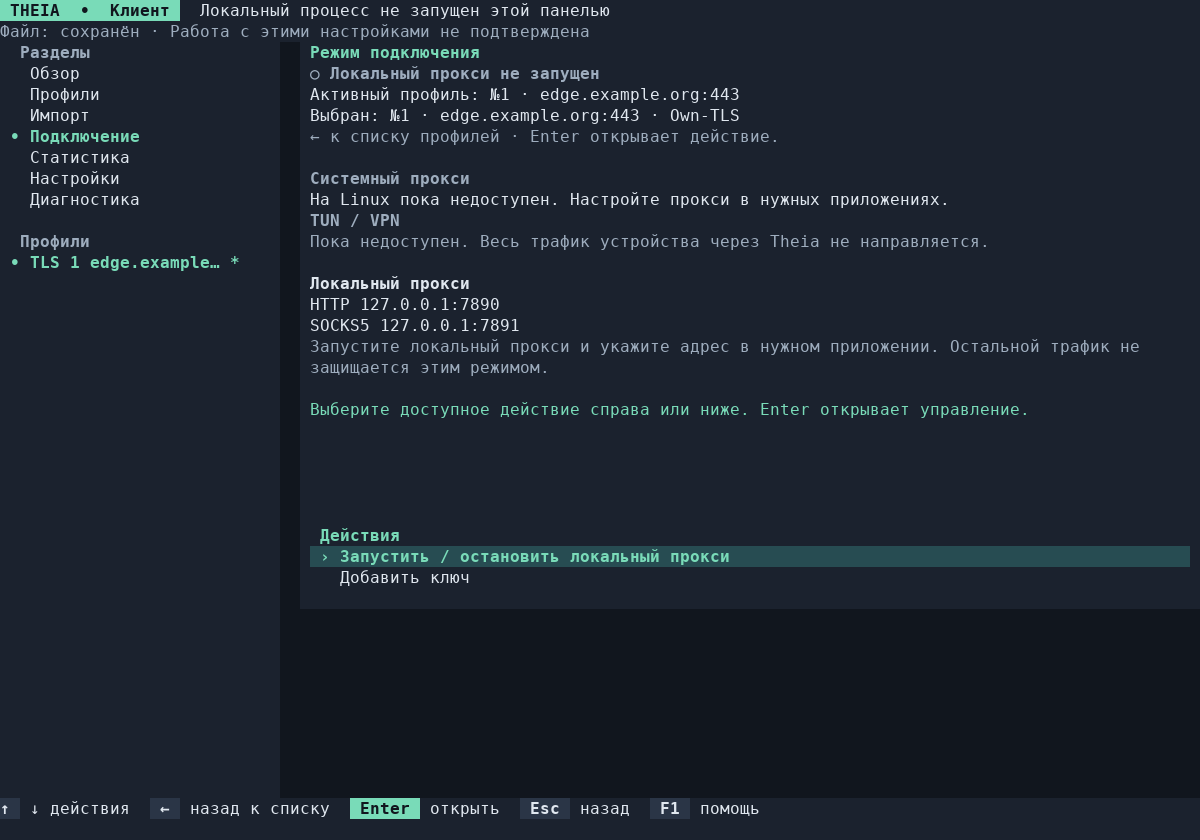 THEIA • Клиент Локальный процесс не запущен этой панелью
Файл: сохранён · Работа с этими настройками не подтверждена
Разделы
Обзор
Профили
Импорт
• Подключение
Статистика
Настройки
Диагностика
Профили
• TLS 1 edge.example… *
Режим подключения
○ Локальный прокси не запущен
Активный профиль: №1 · edge.example.org:443
Выбран: №1 · edge.example.org:443 · Own-TLS
← к списку профилей · Enter открывает действие.
Системный прокси
На Linux пока недоступен. Настройте прокси в нужных приложениях.
TUN / VPN
Пока недоступен. Весь трафик устройства через Theia не направляется.
Локальный прокси
HTTP 127.0.0.1:7890
SOCKS5 127.0.0.1:7891
Запустите локальный прокси и укажите адрес в нужном приложении. Остальной трафик не
защищается этим режимом.
Выберите доступное действие справа или ниже. Enter открывает управление.
Действия
› Запустить / остановить локальный прокси
Добавить ключ
↑ ↓ действия ← назад к списку Enter открыть Esc назад F1 помощь